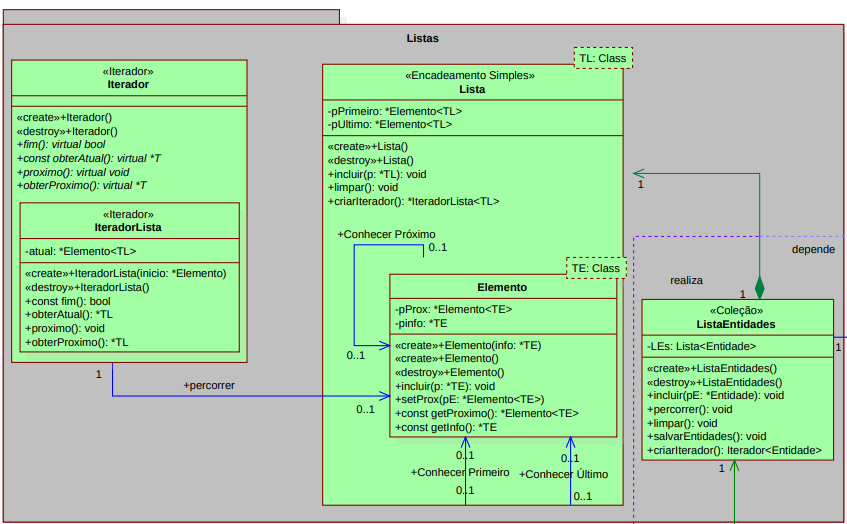 Listas
«Iterador»
Iterador
«create»+Iterador()
«destroy»+Iterador()
+fim(): virtual bool
+const obterAtual(): virtual *T
+proximo(): virtual void
+obterProximo(): virtual *T
«Iterador»
IteradorLista
-atual: *Elemento<TL>
«create»+IteradorLista(inicio: *Elemento)
«destroy»+IteradorLista()
+const fim(): bool
+obterAtual(): *TL
+proximo(): void
+obterProximo(): *TL
1
+percorrer
0..1
TL: Class
«Encadeamento Simples»
Lista
-pPrimeiro: *Elemento<TL>
-pUltimo: *Elemento<TL>
«create»+Lista()
«destroy»+Lista()
+incluir(p: *TL): void
+limpar(): void
+criarIterador(): *IteradorLista<TL>
+Conhecer Próximo
0..1
0..1
TE: Class
Elemento
-pProx: *Elemento<TE>
-pinfo: *TE
«create»+Elemento(info: *TE)
«create»+Elemento()
«destroy»+Elemento()
+incluir(p: *TE): void
+setProx(pE: *Elemento<TE>)
+const getProximo(): *Elemento<TE>
+const getInfo(): *TE
0..1
+Conhecer Primeiro
0..1
0..1
+Conhecer Último
0..1
1
depende
realiza
1
«Coleção»
ListaEntidades
-LEs: Lista<Entidade>
«create»+ListaEntidades()
«destroy»+ListaEntidades()
+incluir(pE: *Entidade): void
+percorrer(): void
+limpar(): void
+salvarEntidades(): void
+criarIterador(): Iterador<Entidade>
1
1